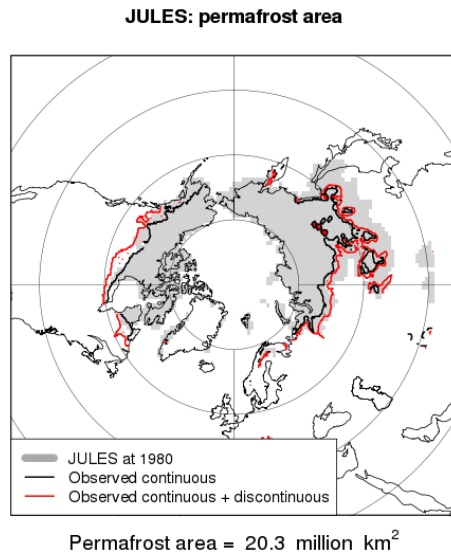 JULES: permafrost area
JULES at 1980
Observed continuous
Observed continuous + discontinuous
Permafrost area = 20.3 million km²